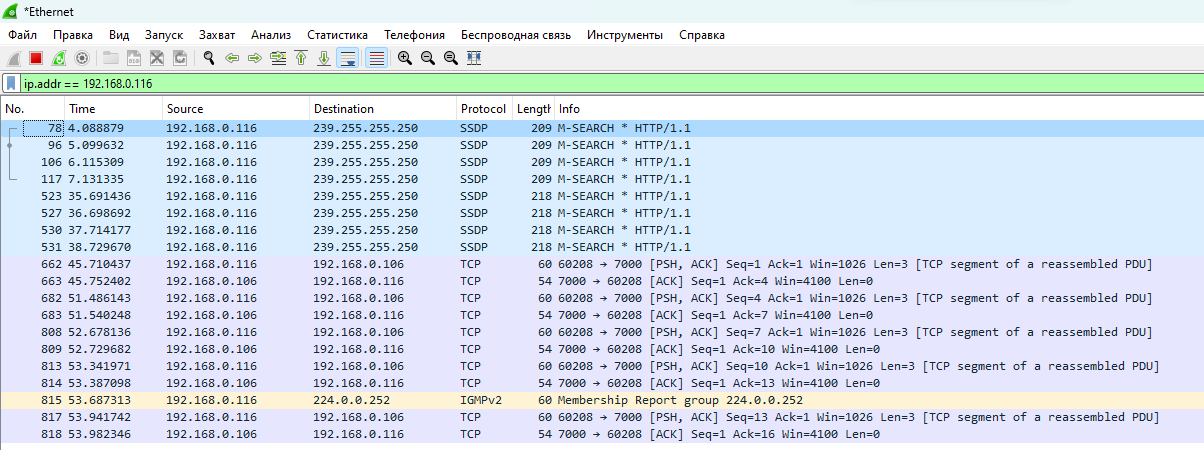 *Ethernet
Файл Правка Вид Запуск Захват Анализ Статистика Телефония Беспроводная связь Инструменты Справка
ip.addr == 192.168.0.116
No. Time Source Destination Protocol Length Info
78 4.088879 192.168.0.116 239.255.255.250 SSDP 209 M-SEARCH * HTTP/1.1
96 5.099632 192.168.0.116 239.255.255.250 SSDP 209 M-SEARCH * HTTP/1.1
106 6.115309 192.168.0.116 239.255.255.250 SSDP 209 M-SEARCH * HTTP/1.1
117 7.131335 192.168.0.116 239.255.255.250 SSDP 209 M-SEARCH * HTTP/1.1
523 35.691436 192.168.0.116 239.255.255.250 SSDP 218 M-SEARCH * HTTP/1.1
527 36.698692 192.168.0.116 239.255.255.250 SSDP 218 M-SEARCH * HTTP/1.1
530 37.714177 192.168.0.116 239.255.255.250 SSDP 218 M-SEARCH * HTTP/1.1
531 38.729670 192.168.0.116 239.255.255.250 SSDP 218 M-SEARCH * HTTP/1.1
662 45.710437 192.168.0.116 192.168.0.106 TCP 60 60208 → 7000 [PSH, ACK] Seq=1 Ack=1 Win=1026 Len=3 [TCP segment of a reassembled PDU]
663 45.752402 192.168.0.106 192.168.0.116 TCP 54 7000 → 60208 [ACK] Seq=1 Ack=4 Win=4100 Len=0
682 51.486143 192.168.0.116 192.168.0.106 TCP 60 60208 → 7000 [PSH, ACK] Seq=4 Ack=1 Win=1026 Len=3 [TCP segment of a reassembled PDU]
683 51.540248 192.168.0.106 192.168.0.116 TCP 54 7000 → 60208 [ACK] Seq=1 Ack=7 Win=4100 Len=0
808 52.678136 192.168.0.116 192.168.0.106 TCP 60 60208 → 7000 [PSH, ACK] Seq=7 Ack=1 Win=1026 Len=3 [TCP segment of a reassembled PDU]
809 52.729682 192.168.0.106 192.168.0.116 TCP 54 7000 → 60208 [ACK] Seq=1 Ack=10 Win=4100 Len=0
813 53.341971 192.168.0.116 192.168.0.106 TCP 60 60208 → 7000 [PSH, ACK] Seq=10 Ack=1 Win=1026 Len=3 [TCP segment of a reassembled PDU]
814 53.387098 192.168.0.106 192.168.0.116 TCP 54 7000 → 60208 [ACK] Seq=1 Ack=13 Win=4100 Len=0
815 53.687313 192.168.0.116 224.0.0.252 IGMPv2 60 Membership Report group 224.0.0.252
817 53.941742 192.168.0.116 192.168.0.106 TCP 60 60208 → 7000 [PSH, ACK] Seq=13 Ack=1 Win=1026 Len=3 [TCP segment of a reassembled PDU]
818 53.982346 192.168.0.106 192.168.0.116 TCP 54 7000 → 60208 [ACK] Seq=1 Ack=16 Win=4100 Len=0